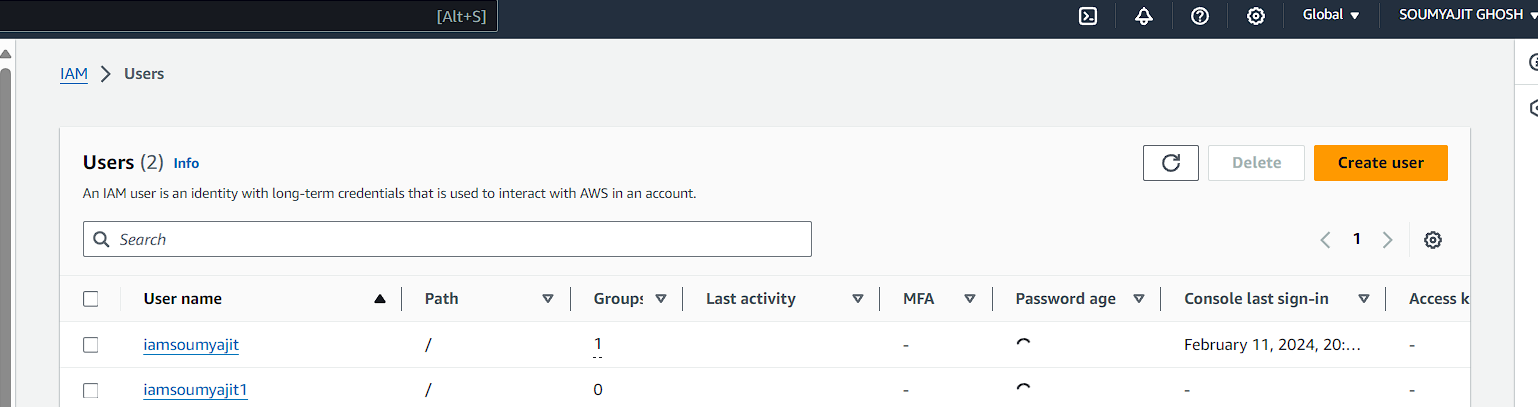 [Alt+S] Global SOUMYAJIT GHOSH
IAM > Users
Users (2) Info Delete Create user
An IAM user is an identity with long-term credentials that is used to interact with AWS in an account.
Search 1
User name Path Groups Last activity MFA Password age Console last sign-in Access k
iamsoumyajit / 1 - February 11, 2024, 20:... -
iamsoumyajit1 / 0 - - -